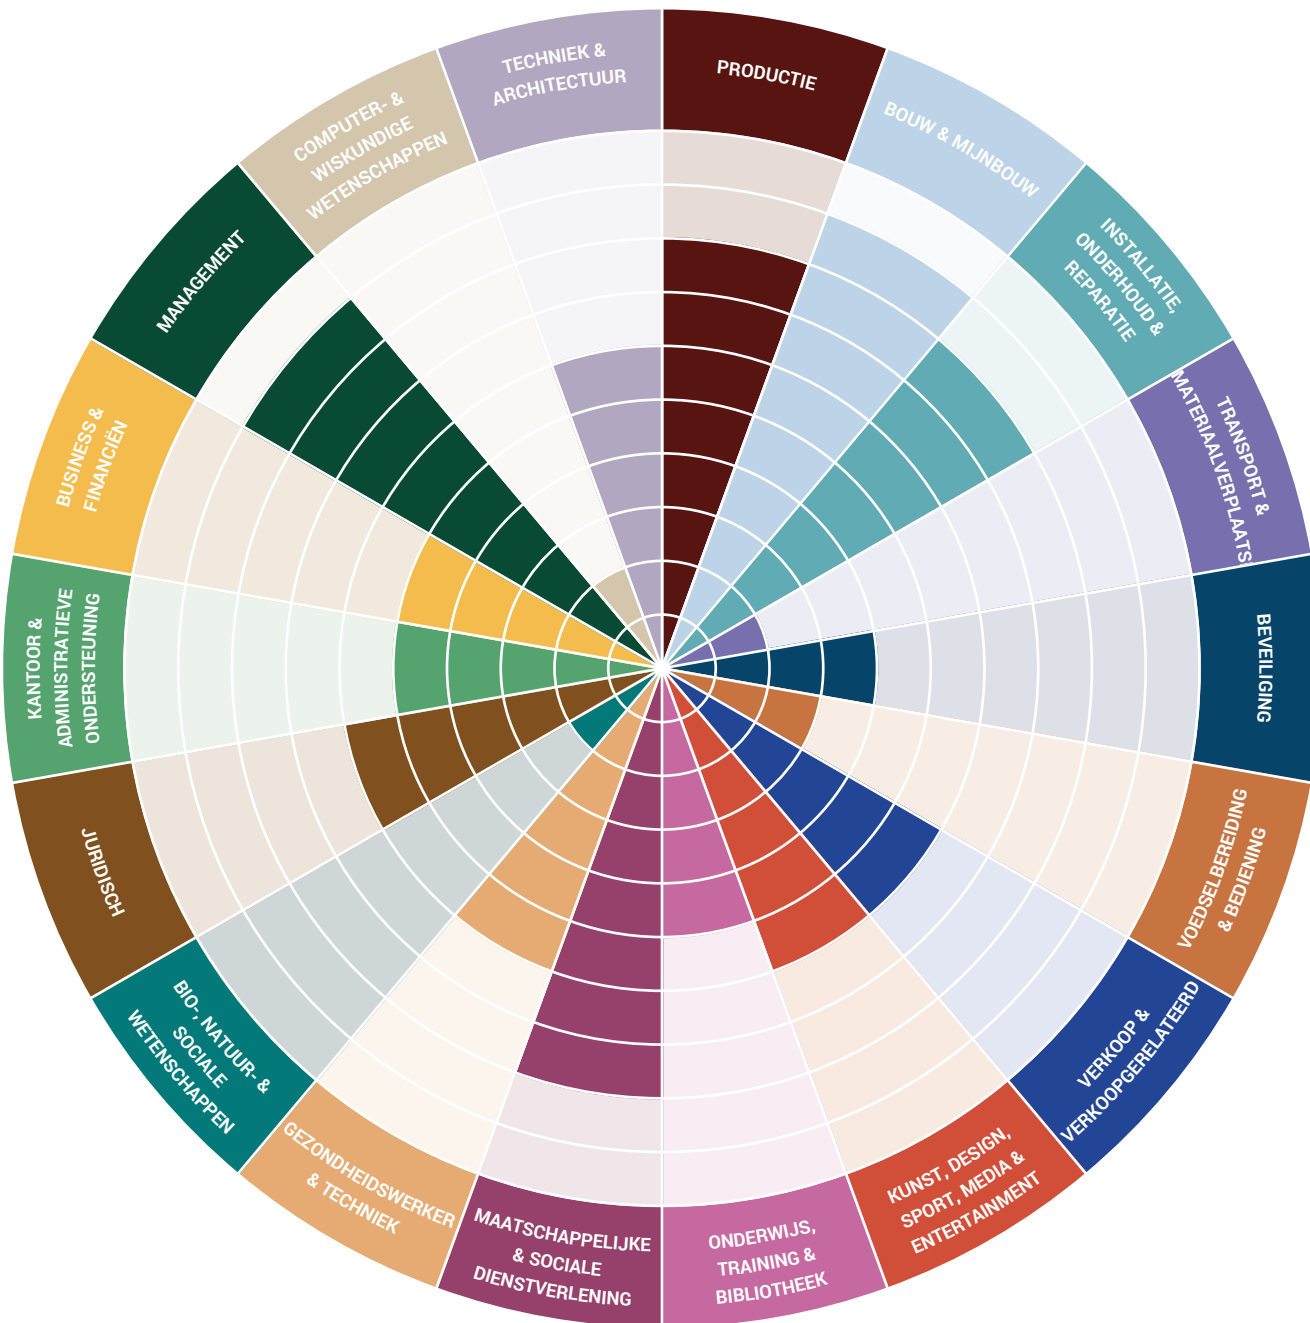 TECHNIEK &
ARCHITECTUUR
PRODUCTIE
BOUW & MIJNBOUW
INSTALLATIE,
ONDERHOUD &
REPARATIE
TRANSPORT &
MATERIAALVERPLAATS
BEVEILIGING
VOEDSELBEREIDING
& BEDIENING
VERKOOP &
VERKOOPGERELATEERD
KUNST, DESIGN,
SPORT, MEDIA &
ENTERTAINMENT
ONDERWIJS,
TRAINING &
BIBLIOTHEEK
MAATSCHAPPELIJKE
& SOCIALE
DIENSTVERLENING
GEZONDHEIDSWERKER
& TECHNIEK
BIO-, NATUUR- &
SOCIALE
WETENSCHAPPEN
JURIDISCH
KANTOOR &
ADMINISTRATIEVE
ONDERSTEUNING
BUSINESS &
FINANCIËN
MANAGEMENT
COMPUTER- &
WISKUNDIGE
WETENSCHAPPEN